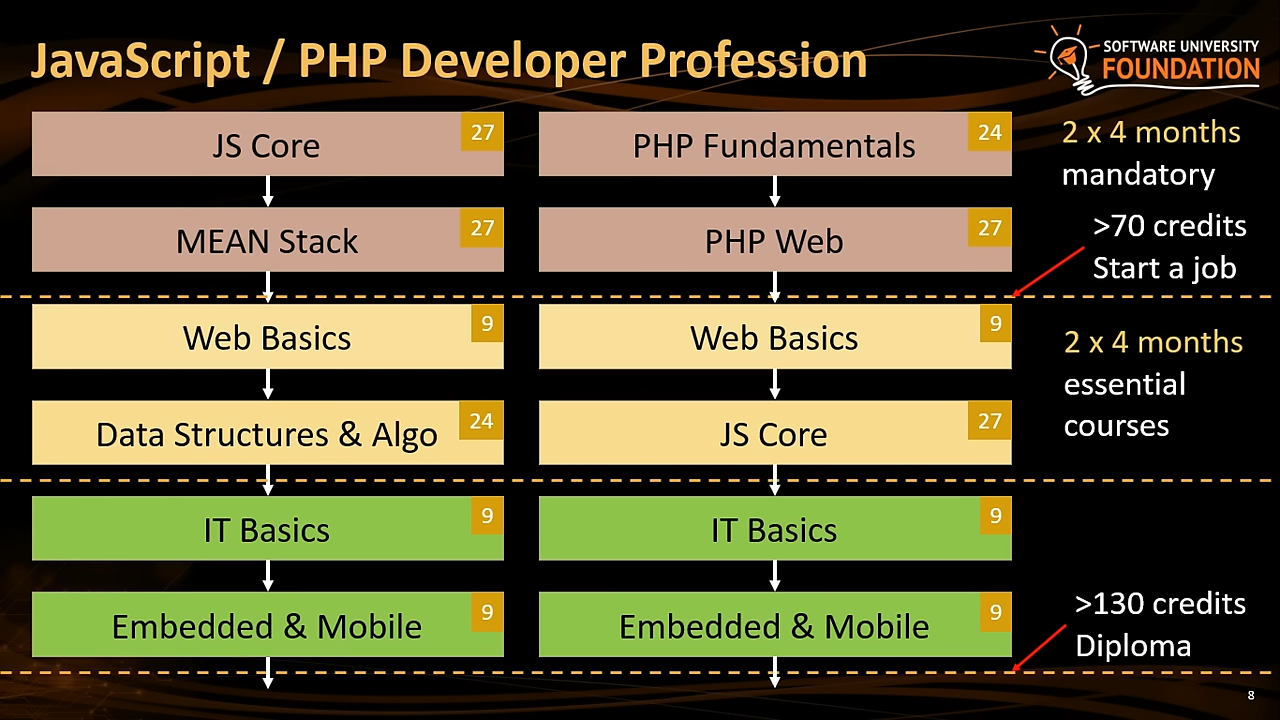 JavaScript / PHP Developer Profession
SOFTWARE UNIVERSITY
FOUNDATION
JS Core
27
PHP Fundamentals
24
2 x 4 months
mandatory
MEAN Stack
27
PHP Web
27
>70 credits
Start a job
Web Basics
9
Web Basics
9
2 x 4 months
essential
courses
Data Structures & Algo
24
JS Core
27
IT Basics
9
IT Basics
9
Embedded & Mobile
9
Embedded & Mobile
9
>130 credits
Diploma
8